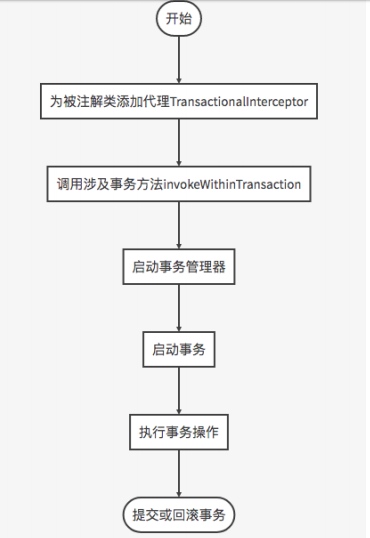 开始
为被注解类添加代理TransactionalInterceptor
调用涉及事务方法invokeWithinTransaction
启动事务管理器
启动事务
执行事务操作
提交或回滚事务